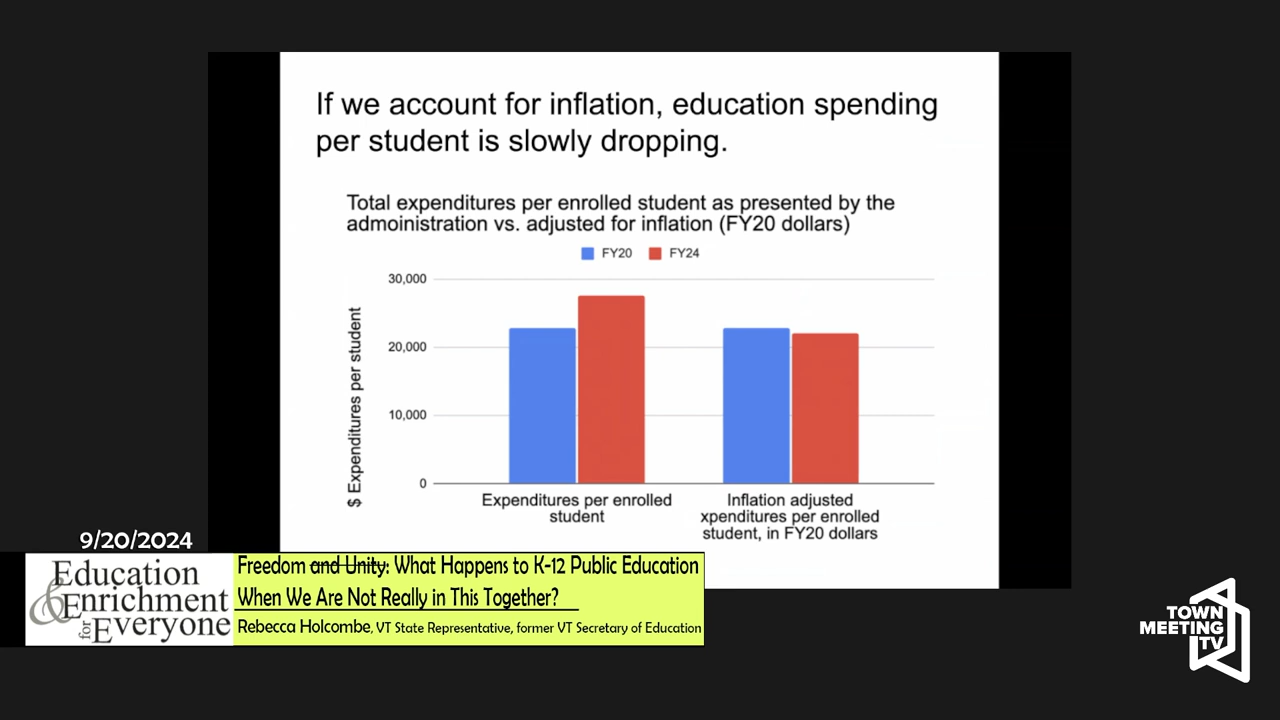 If we account for inflation, education spending
per student is slowly dropping.
Total expenditures per enrolled student as presented by the
admoinistration vs. adjusted for inflation (FY20 dollars)
FY20 FY24
$ Expenditures per student
30,000
20,000
10,000
0
Expenditures per enrolled
student
Inflation adjusted
xpenditures per enrolled
student, in FY20 dollars
9/20/2024
Education
& Enrichment
for Everyone
Freedom and Unity: What Happens to K-12 Public Education
When We Are Not Really in This Together?
Rebecca Holcombe, VT State Representative, former VT Secretary of Education
TOWN
MEETING
TV